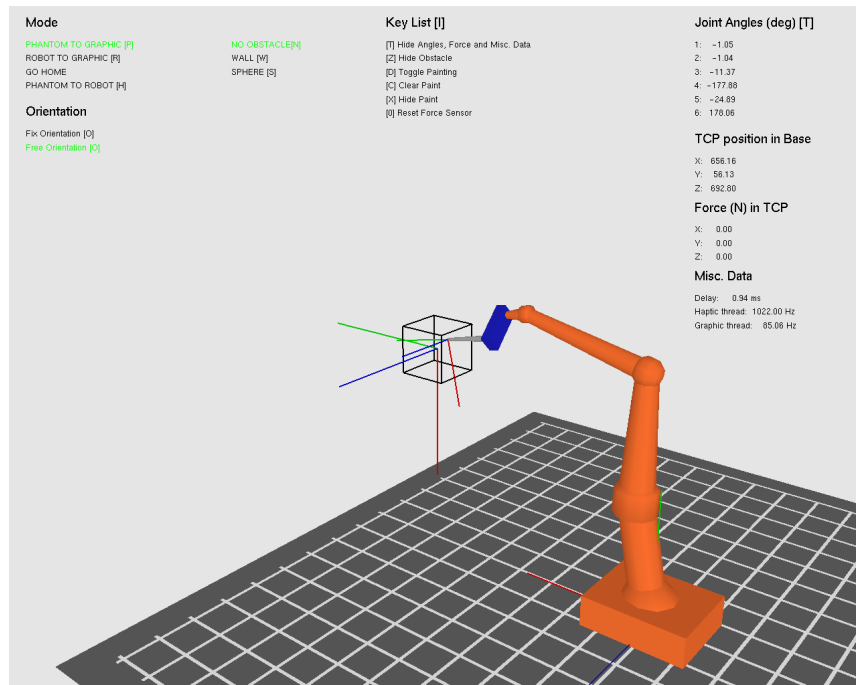 Mode
PHANTOM TO GRAPHIC [P]
ROBOT TO GRAPHIC [R]
GO HOME
PHANTOM TO ROBOT [H]
NO OBSTACLE[N]
WALL [W]
SPHERE [S]
Orientation
Fix Orientation [O]
Free Orientation [O]
Key List [I]
[T] Hide Angles, Force and Misc. Data
[Z] Hide Obstacle
[D] Toggle Painting
[C] Clear Paint
[X] Hide Paint
[0] Reset Force Sensor
Joint Angles (deg) [T]
1: -1.05
2: -1.04
3: -11.37
4: -177.88
5: -24.89
6: 178.06
TCP position in Base
X: 656.16
Y: 56.13
Z: 692.80
Force (N) in TCP
X: 0.00
Y: 0.00
Z: 0.00
Misc. Data
Delay: 0.94 ms
Haptic thread: 1022.00 Hz
Graphic thread: 85.06 Hz